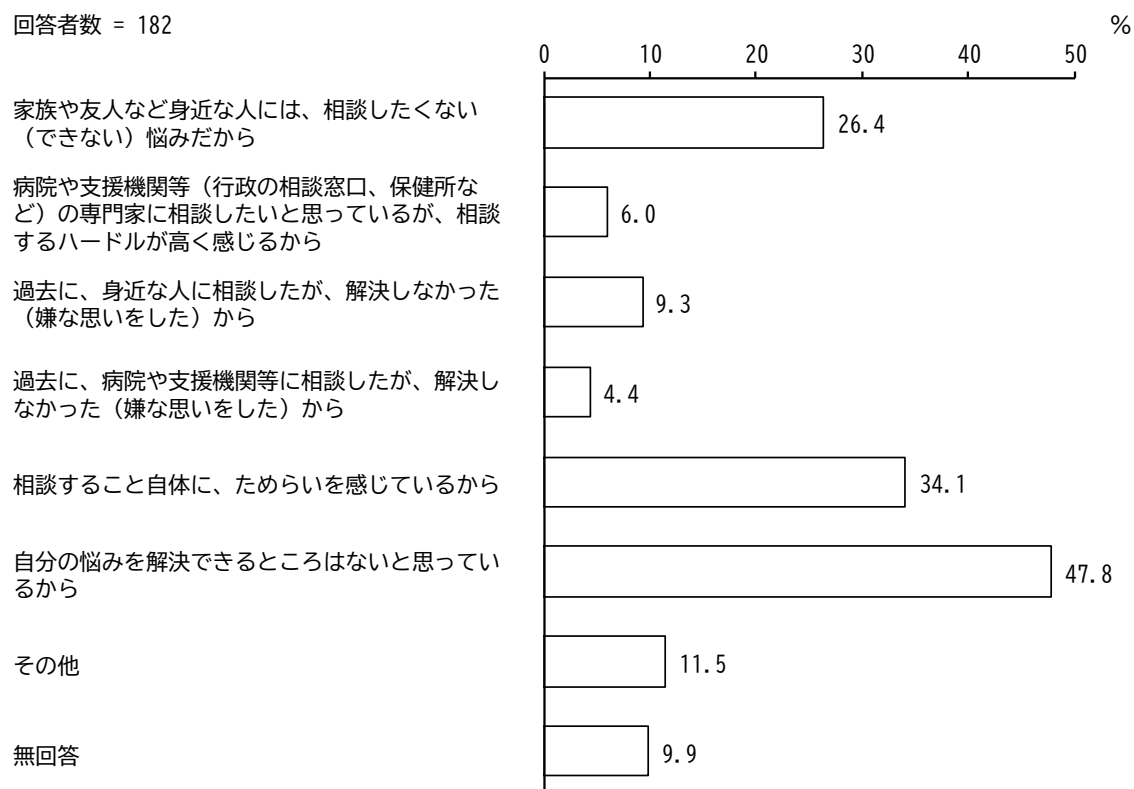 回答者数 = 182
%
0 10 20 30 40 50
家族や友人など身近な人には、相談したくない
（できない）悩みだから
26.4
病院や支援機関等（行政の相談窓口、保健所な
ど）の専門家に相談したいと思っているが、相談
するハードルが高く感じるから
6.0
過去に、身近な人に相談したが、解決しなかった
（嫌な思いをした）から
9.3
過去に、病院や支援機関等に相談したが、解決し
なかった（嫌な思いをした）から
4.4
相談すること自体に、ためらいを感じているから
34.1
自分の悩みを解決できるところはないと思ってい
るから
47.8
その他
11.5
無回答
9.9